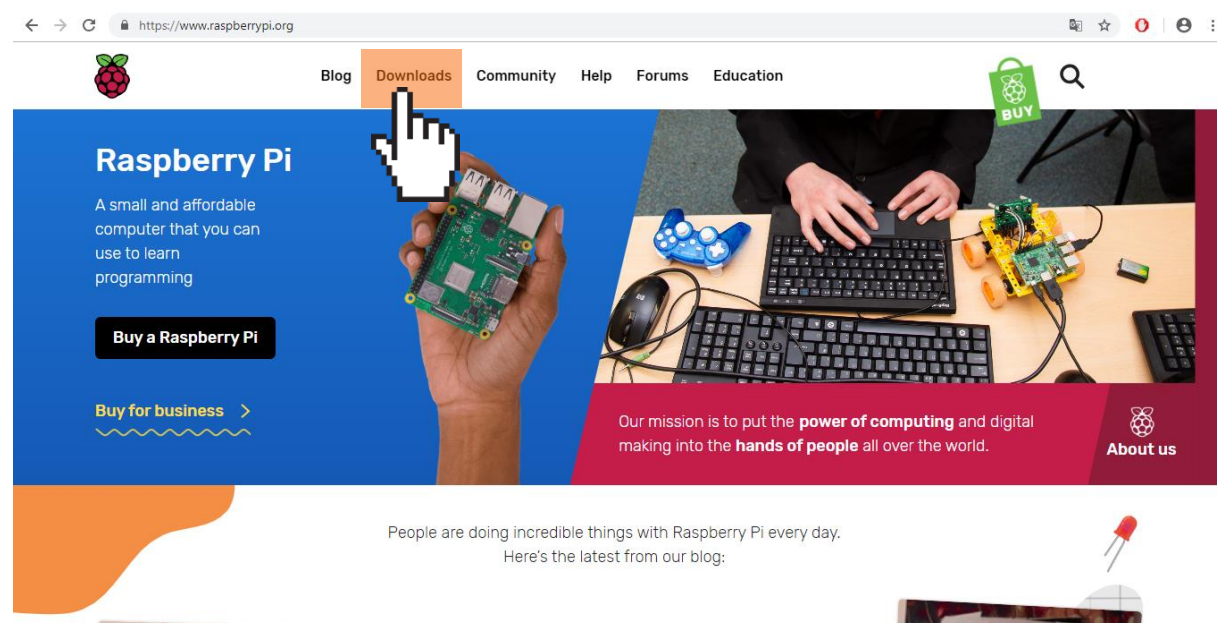 https://www.raspberrypi.org
Blog Downloads Community Help Forums Education
BUY
Raspberry Pi
A small and affordable
computer that you can
use to learn
programming
Buy a Raspberry Pi
Buy for business
Our mission is to put the power of computing and digital
making into the hands of people all over the world.
About us
People are doing incredible things with Raspberry Pi every day.
Here's the latest from our blog: